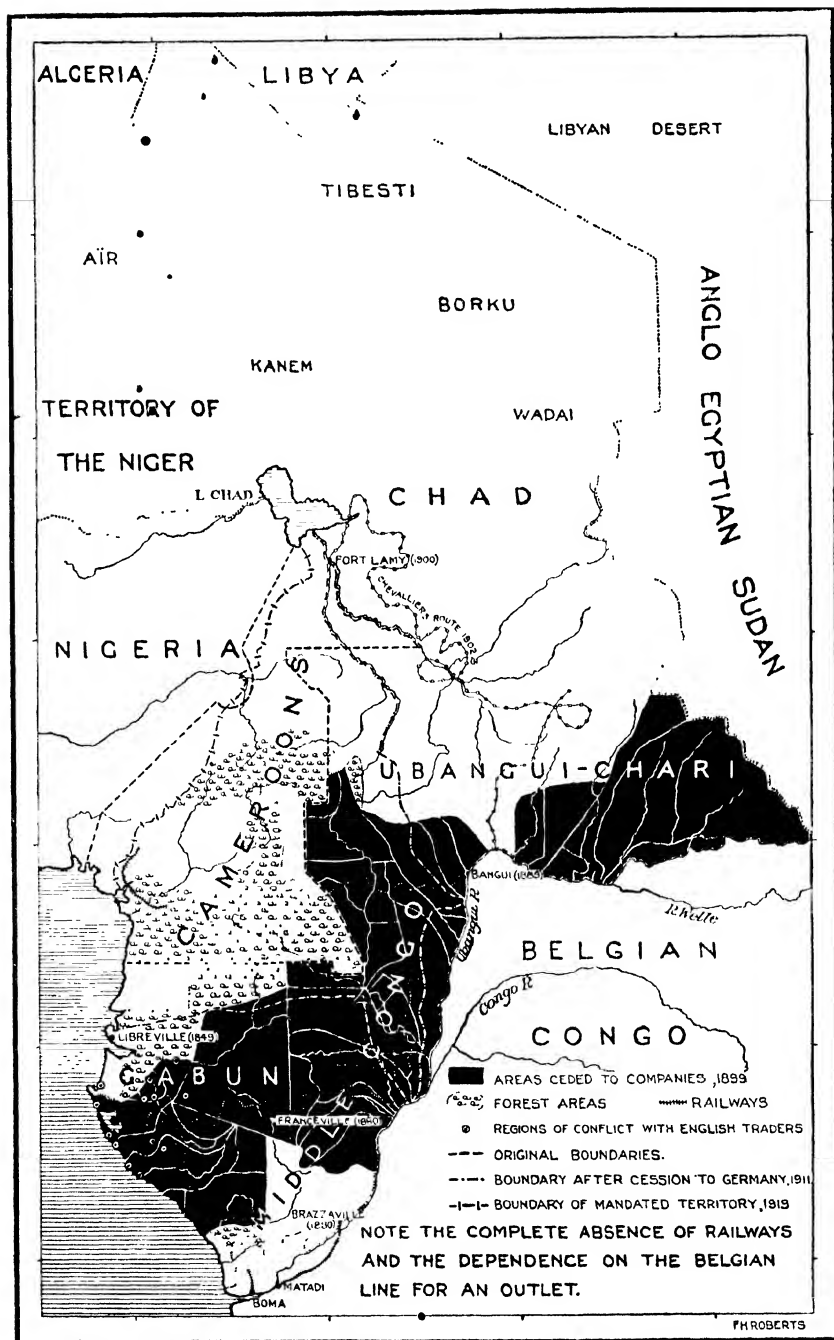 ALGERIA
LIBYA
LIBYAN DESERT
TIBESTI
AÏR
ANGLO EGYPTIAN SUDAN
BORKU
KANEM
TERRITORY OF
THE NIGER
WADAI
L CHAD
CHAD
FORT LAMY (1900)
CHEVALLIER ROUTE 1902
NIGERIA
CAMEROONS
UBANGUI-CHARI
BANGUI (1889)
Ubangui R.
R. Uelle
BELGIAN
CONGO
Congo R
LIBREVILLE (1849)
GABUN
MIDDLE CONGO
FRANCEVILLE (1880)
BRAZZAVILLE
(1880)
MATADI
BOMA
AREAS CEDED TO COMPANIES, 1899
FOREST AREAS RAILWAYS
REGIONS OF CONFLICT WITH ENGLISH TRADERS
ORIGINAL BOUNDARIES.
BOUNDARY AFTER CESSION TO GERMANY, 1911
BOUNDARY OF MANDATED TERRITORY, 1919
NOTE THE COMPLETE ABSENCE OF RAILWAYS
AND THE DEPENDENCE ON THE BELGIAN
LINE FOR AN OUTLET.
FH ROBERTS